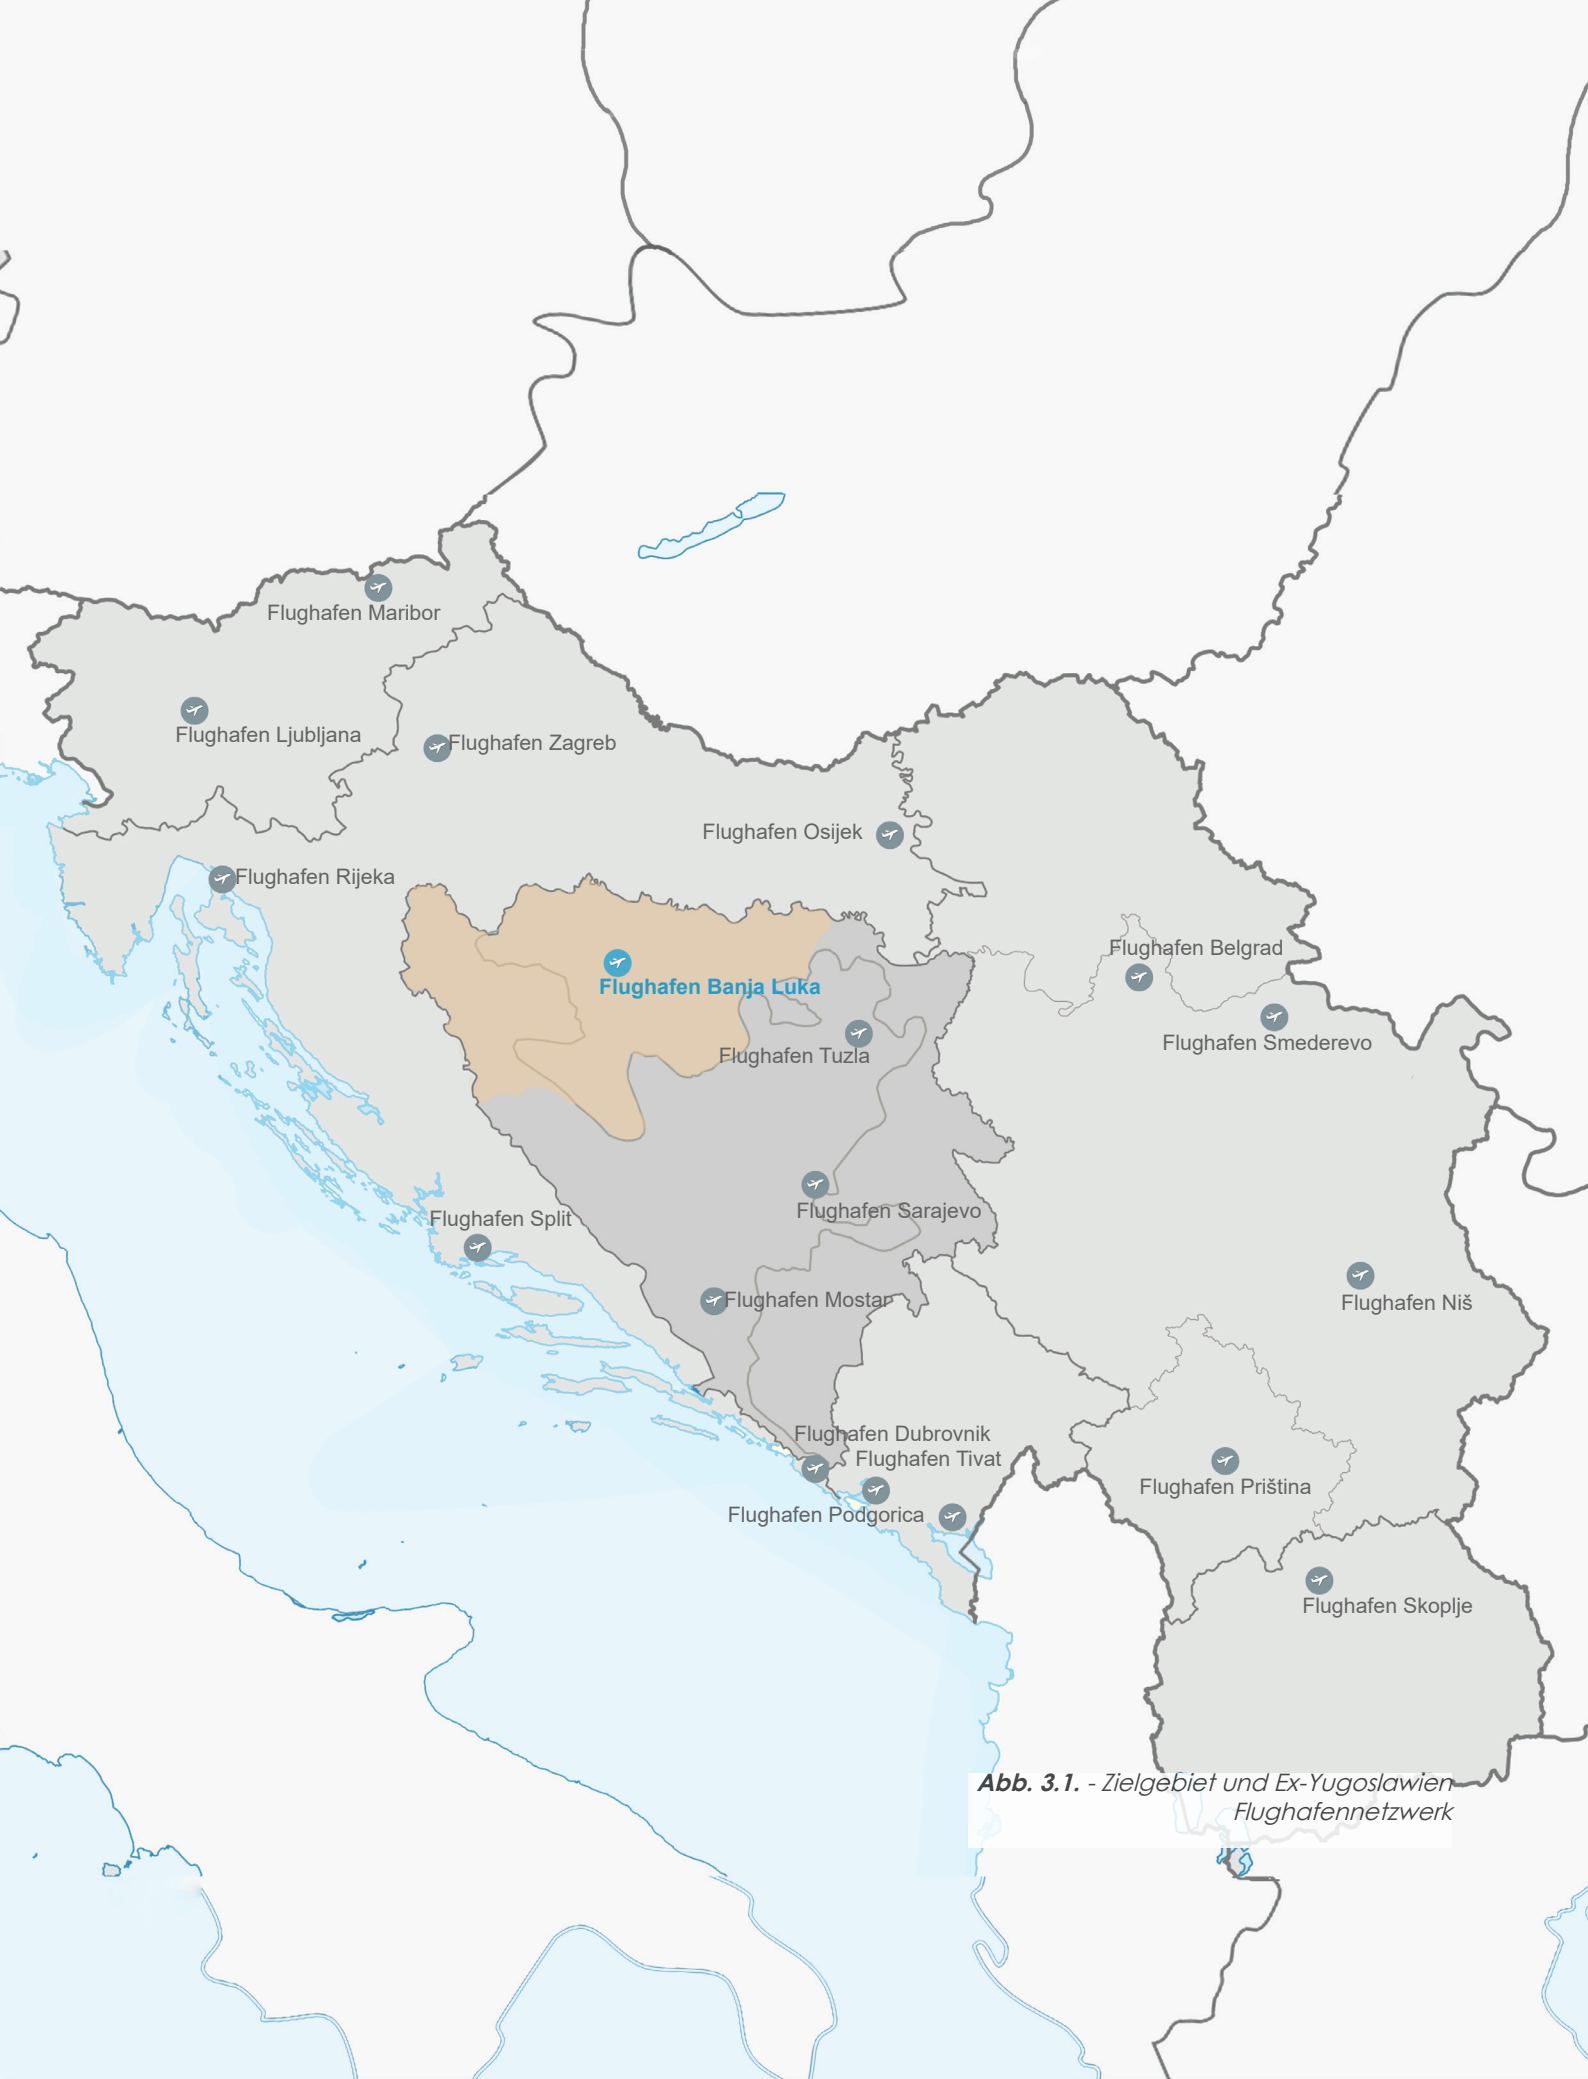 Flughafen Maribor
Flughafen Ljubljana
Flughafen Zagreb
Flughafen Osijek
Flughafen Rijeka
Flughafen Belgrad
Flughafen Banja Luka
Flughafen Smederevo
Flughafen Tuzla
Flughafen Sarajevo
Flughafen Split
Flughafen Mostar
Flughafen Niš
Flughafen Dubrovnik
Flughafen Tivat
Flughafen Priština
Flughafen Podgorica
Flughafen Skoplje
Abb. 3.1. - Zielgebiet und Ex-Yugoslawien
Flughafennetzwerk